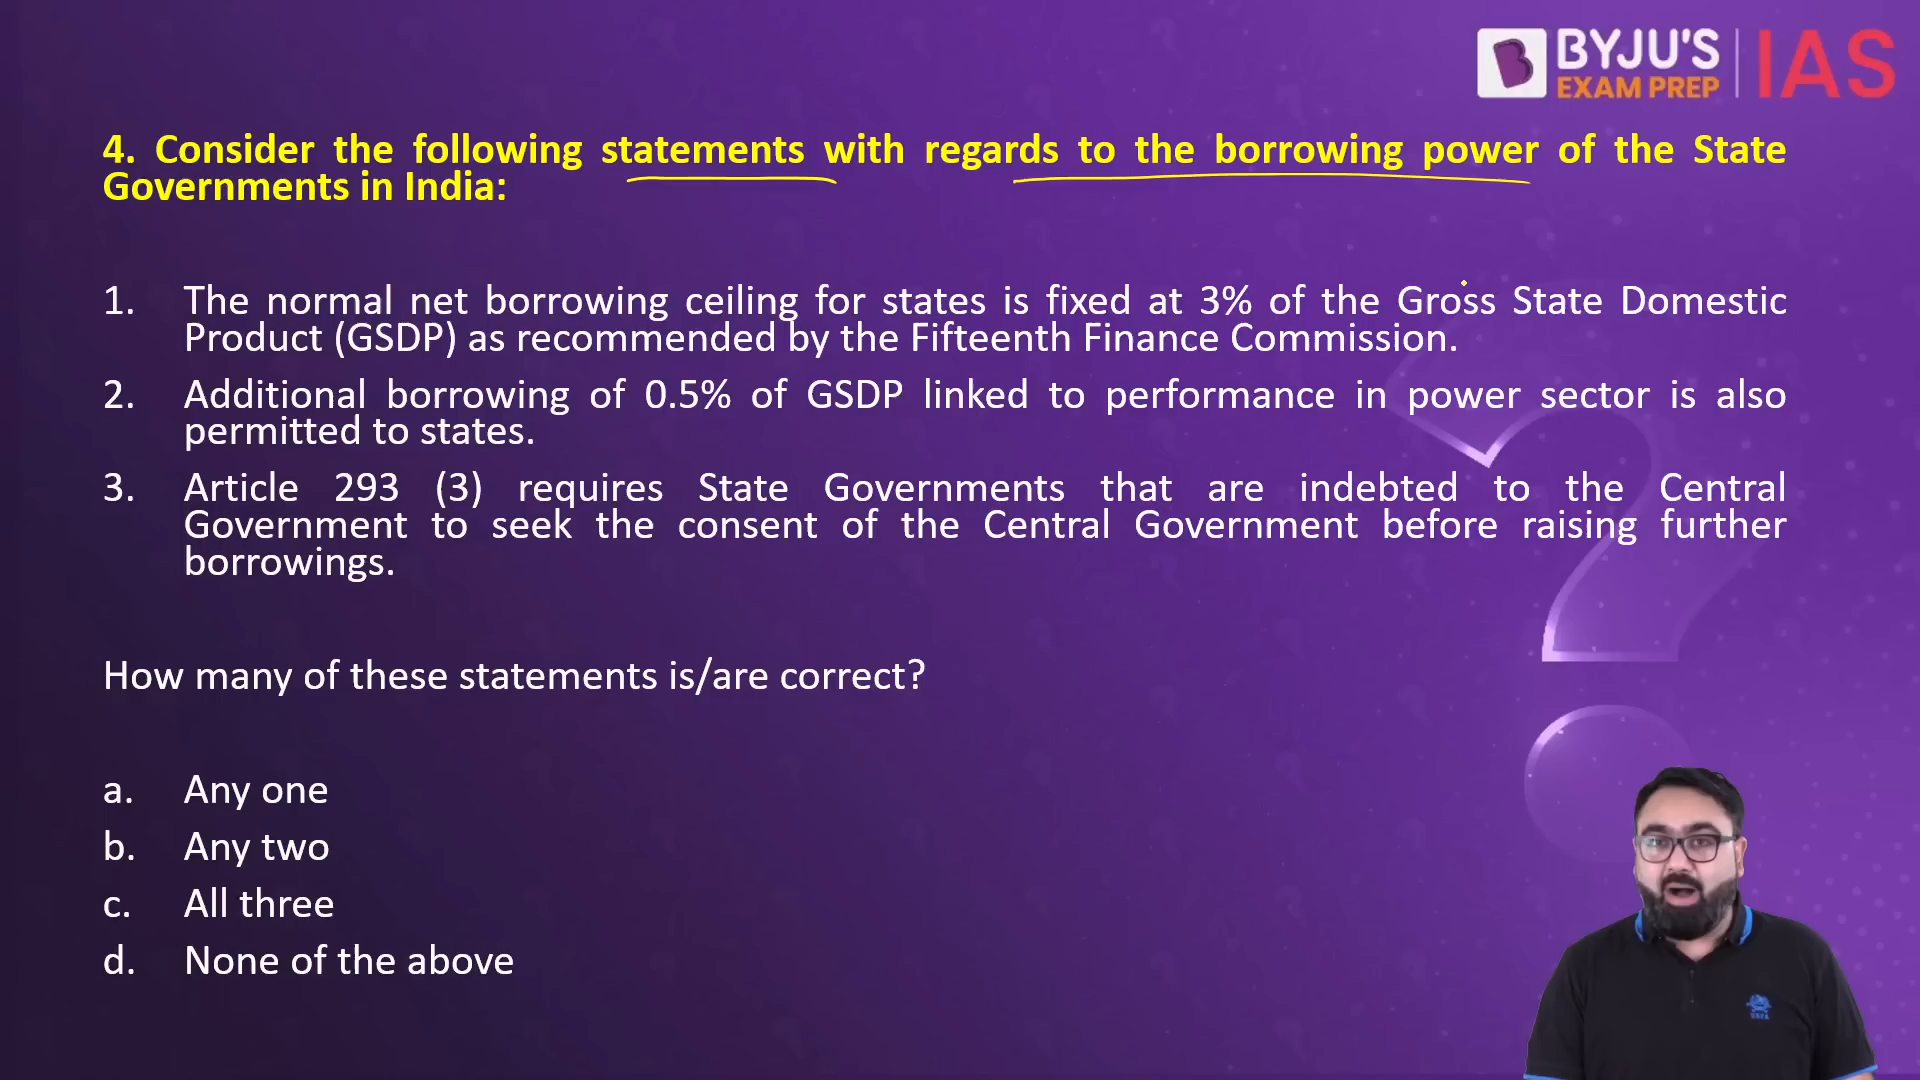 BYJU'S
EXAM PREP
IAS
4. Consider the following statements with regards to the borrowing power of the State
Governments in India:
1. The normal net borrowing ceiling for states is fixed at 3% of the Gross State Domestic
Product (GSDP) as recommended by the Fifteenth Finance Commission.
2. Additional borrowing of 0.5% of GSDP linked to performance in power sector is also
permitted to states.
3. Article 293 (3) requires State Governments that are indebted to the Central
Government to seek the consent of the Central Government before raising further
borrowings.
How many of these statements is/are correct?
a. Any one
b. Any two
c. All three
d. None of the above